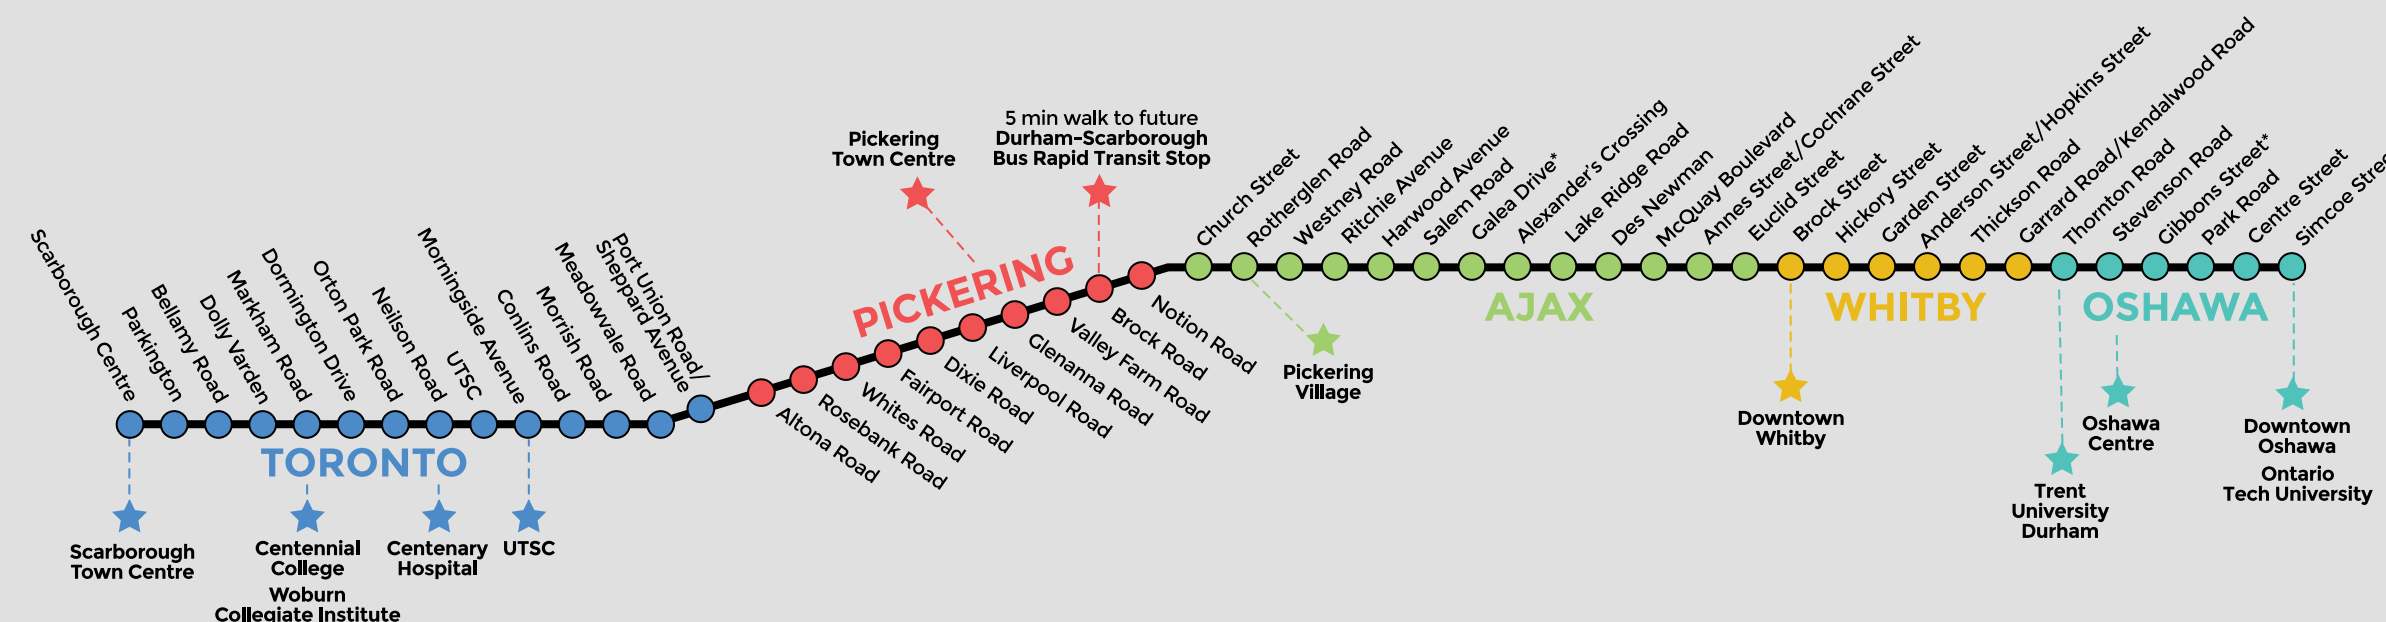 Scarborough Centre
Parkington
Bellamy Road
Dolly Varden
Markham Road
Dormington Drive
Orton Park Road
Neilson Road
UTSC
Morningside Avenue
Conlins Road
Morrish Road
Meadowvale Road
Port Union Road/
Sheppard Avenue
TORONTO
Scarborough
Town Centre
Centennial
College
Woburn
Collegiate Institute
Centenary
Hospital
UTSC
Pickering
Town Centre
5 min walk to future
Durham-Scarborough
Bus Rapid Transit Stop
PICKERING
Altona Road
Rosebank Road
Whites Road
Fairport Road
Dixie Road
Liverpool Road
Glenanna Road
Valley Farm Road
Brock Road
Notion Road
Church Street
Rotherglen Road
Westney Road
Ritchie Avenue
Harwood Avenue
Salem Road
Galea Drive*
Alexander's Crossing
Lake Ridge Road
Des Newman
McQuay Boulevard
Annes Street/Cochrane Street
Euclid Street
Brock Street
Hickory Street
Garden Street
Anderson Street/Hopkins Street
Thickson Road
Garrard Road/Kendalwood Road
Thornton Road
Stevenson Road
Gibbons Street*
Park Road
Centre Street
Simcoe Stree
AJAX
Pickering
Village
WHITBY
Downtown
Whitby
OSHAWA
Trent
University
Durham
Oshawa
Centre
Downtown
Oshawa
Ontario
Tech University